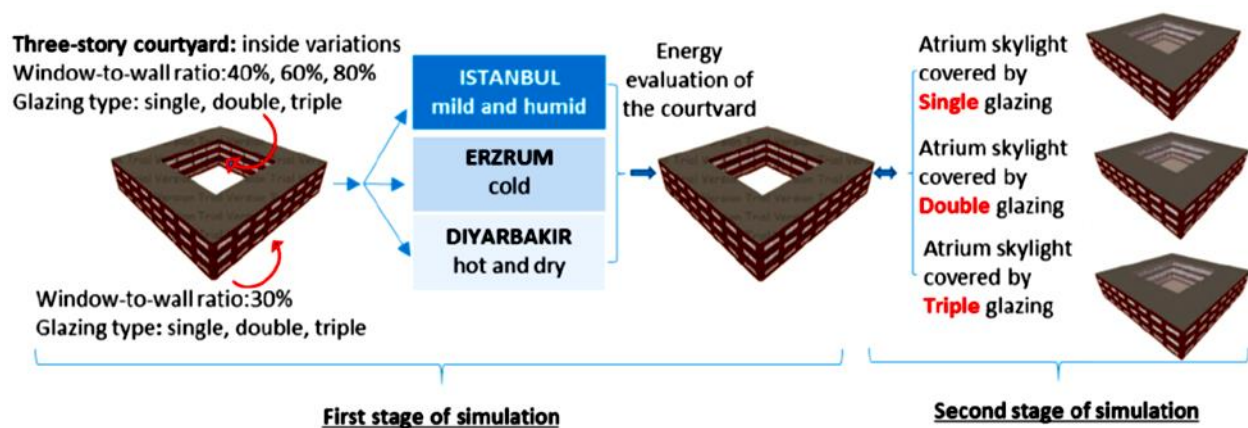 Three-story courtyard: inside variations
Window-to-wall ratio:40%, 60%, 80%
Glazing type: single, double, triple
Window-to-wall ratio:30%
Glazing type: single, double, triple
ISTANBUL
mild and humid
ERZRUM
cold
DIYARBAKIR
hot and dry
Energy
evaluation of
the courtvard
Atrium skylight
covered by
Single glazing
Atrium skylight
covered by
Double glazing
Atrium skylight
covered by
Triple glazing
First stage of simulation
Second stage of simulation